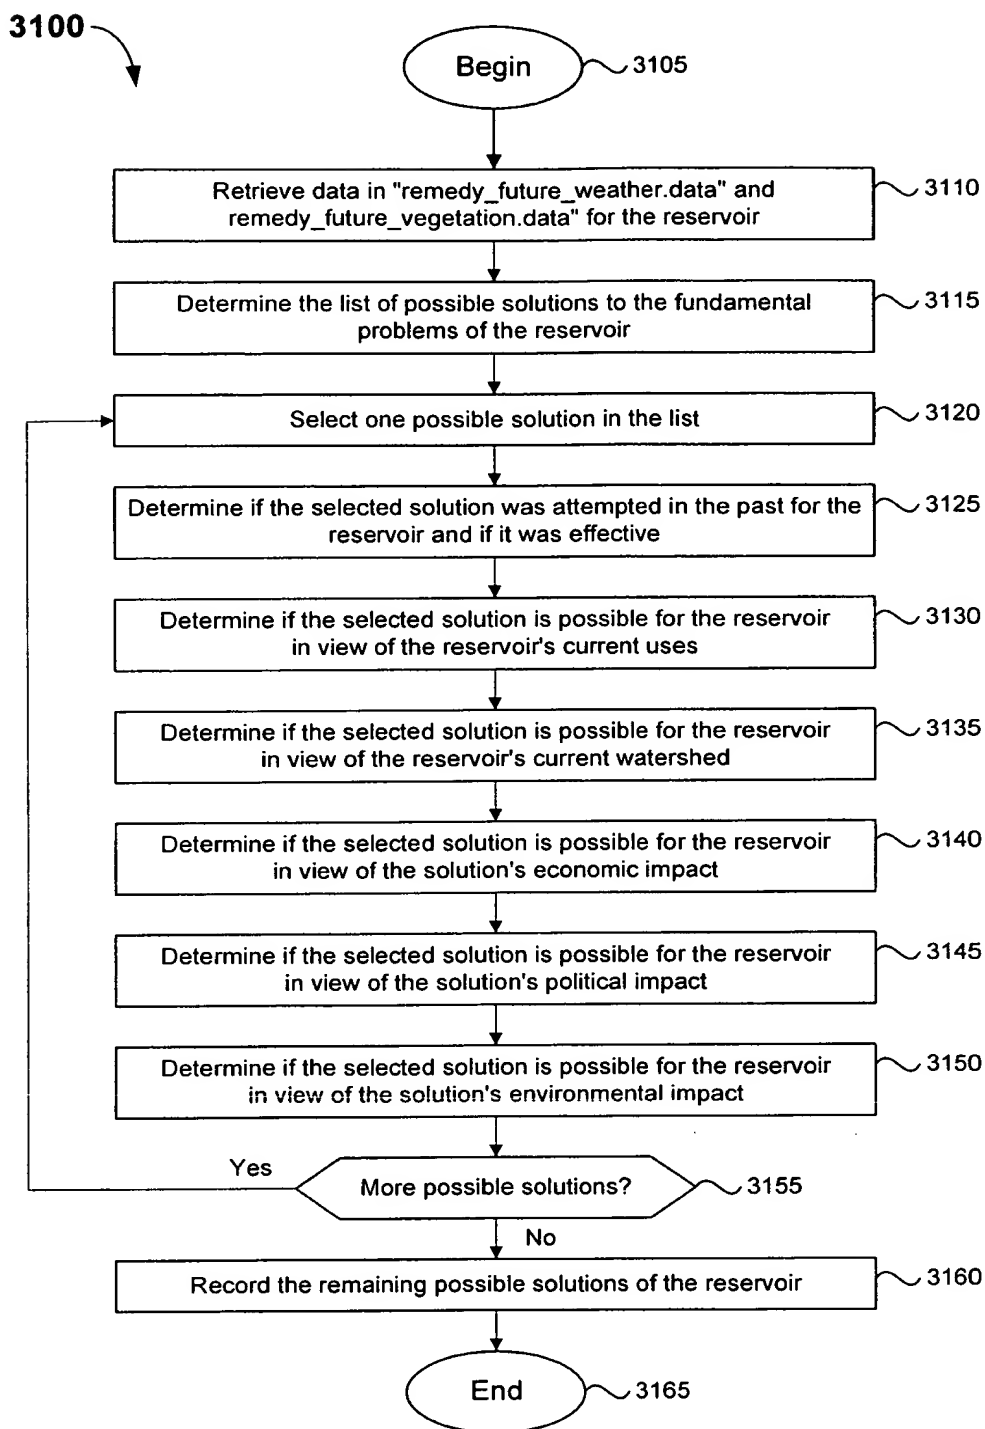 3100
Begin
3105
Retrieve data in "remedy_future_weather.data" and
remedy_future_vegetation.data" for the reservoir
3110
Determine the list of possible solutions to the fundamental
problems of the reservoir
3115
Select one possible solution in the list
3120
Determine if the selected solution was attempted in the past for the
reservoir and if it was effective
3125
Determine if the selected solution is possible for the reservoir
in view of the reservoir's current uses
3130
Determine if the selected solution is possible for the reservoir
in view of the reservoir's current watershed
3135
Determine if the selected solution is possible for the reservoir
in view of the solution's economic impact
3140
Determine if the selected solution is possible for the reservoir
in view of the solution's political impact
3145
Determine if the selected solution is possible for the reservoir
in view of the solution's environmental impact
3150
Yes
More possible solutions?
3155
No
Record the remaining possible solutions of the reservoir
3160
End
3165